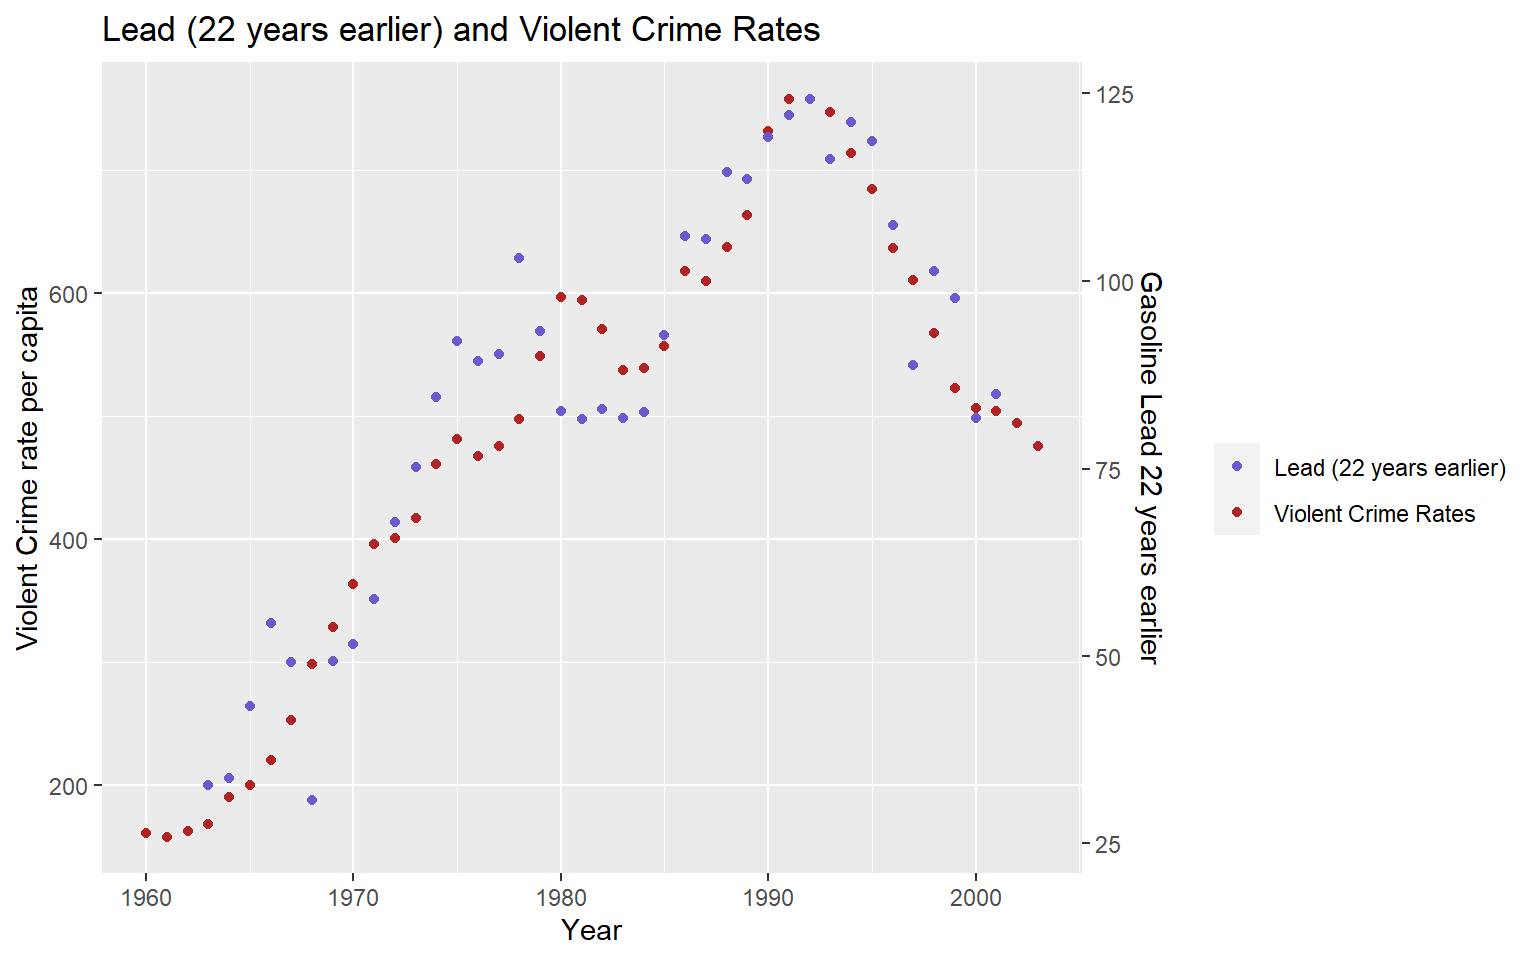 Lead (22 years earlier) and Violent Crime Rates
Violent Crime rate per capita
600
400
200
125
100
75
50
25
Gasoline Lead 22 years earlier
1960 1970 1980 1990 2000
Year
Lead (22 years earlier)
Violent Crime Rates